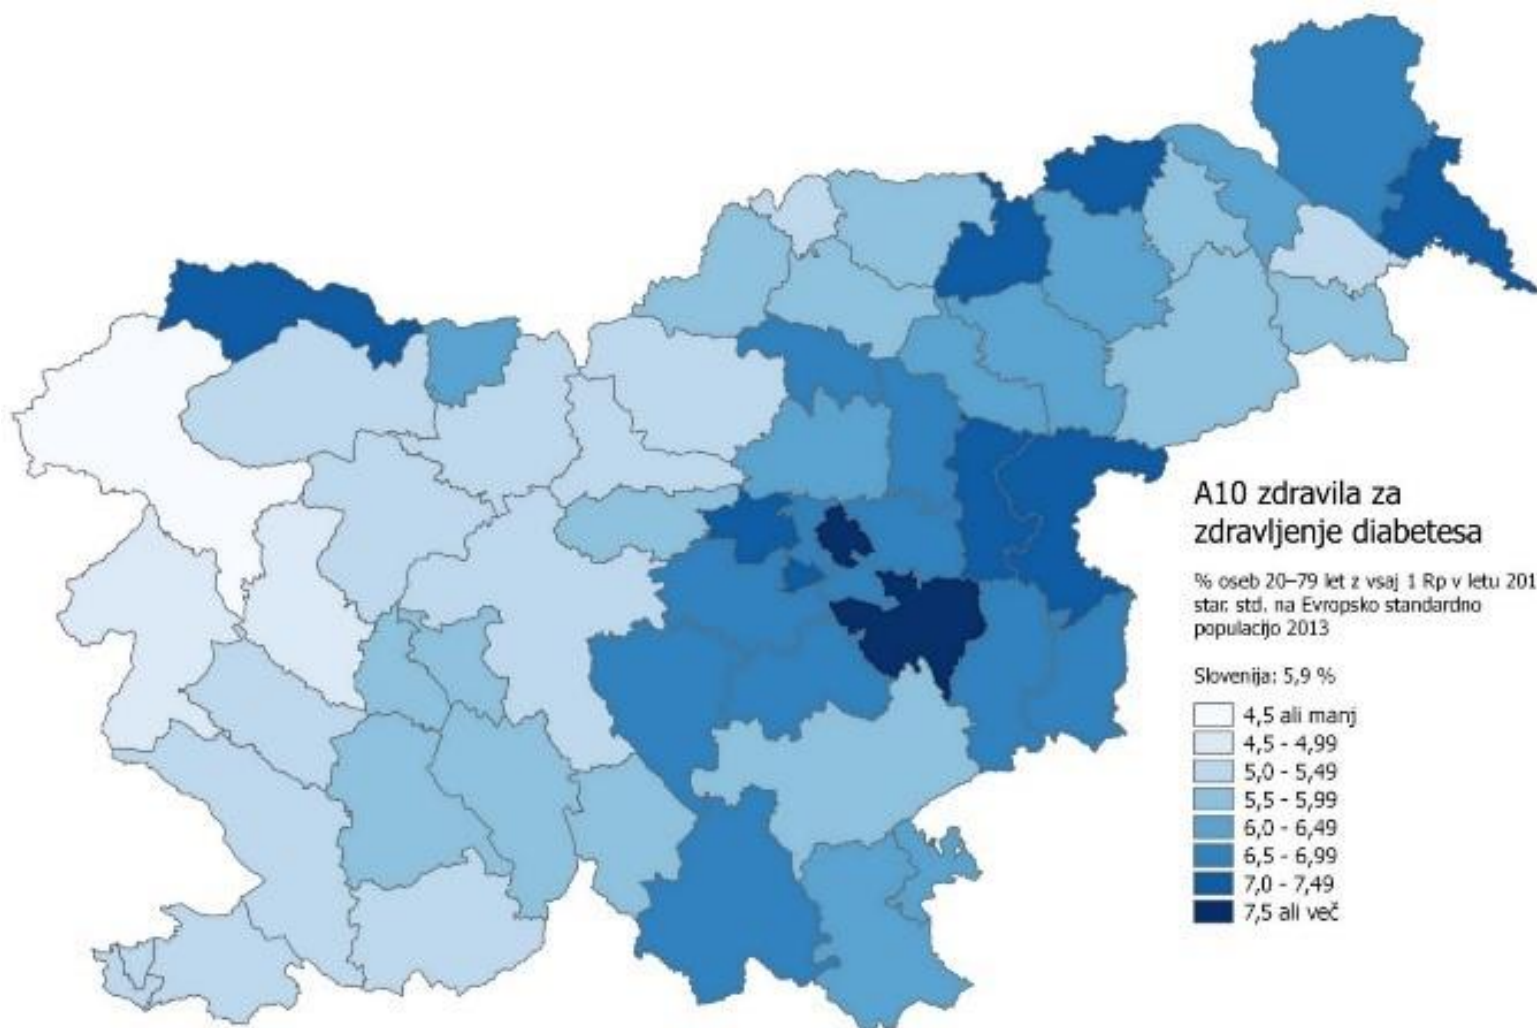 A10 zdravila za
zdravljenje diabetesa
% oseb 20–79 let z vsaj 1 Rp v letu 201
star. std. na Evropsko standardno
populacijo 2013
Slovenija: 5,9 %
4,5 ali manj
4,5 - 4,99
5,0 - 5,49
5,5 - 5,99
6,0 - 6,49
6,5 - 6,99
7,0 - 7,49
7,5 ali več